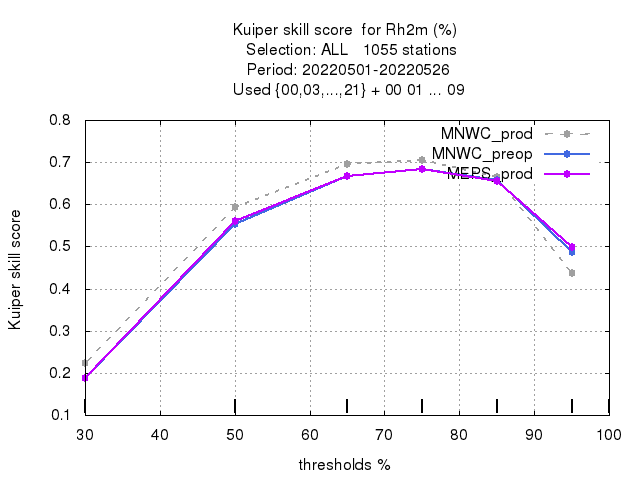 Kuiper skill score  for Rh2m (%)
Selection: ALL   1055 stations
Period: 20220501-20220526
Used {00,03,...,21} + 00 01 ... 09
MNWC_prod
MNWC_preop
MEPS_prod
Kuiper skill score
0.8
0.7
0.6
0.5
0.4
0.3
0.2
0.1
30 40 50 60 70 80 90 100
thresholds %